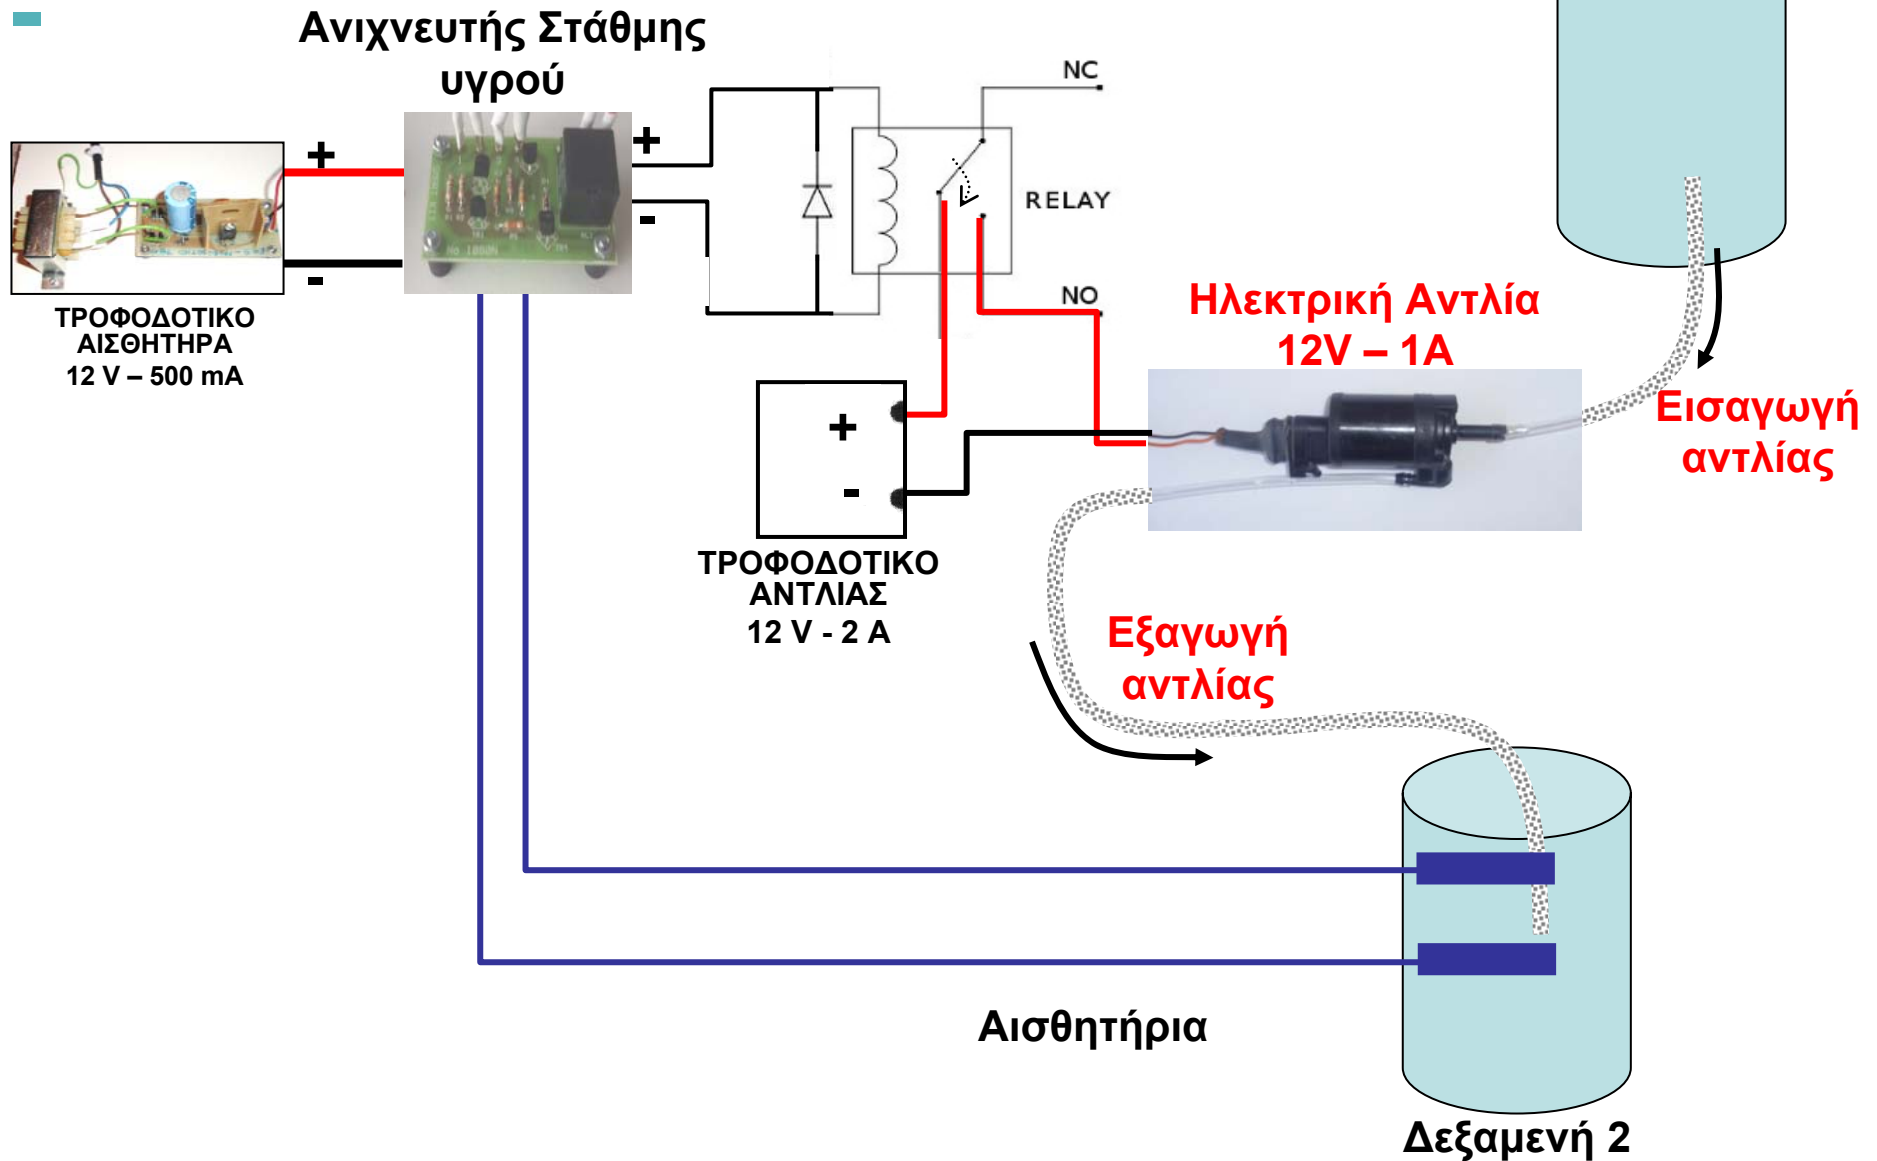 Ανιχνευτής Στάθμης
υγρού
NC
+
+
-
-
RELAY
NO
ΤΡΟΦΟΔΟΤΙΚΟ
ΑΙΣΘΗΤΗΡΑ
12 V – 500 mA
Ηλεκτρική Αντλία
12V – 1A
Εισαγωγή
αντλίας
+
-
ΤΡΟΦΟΔΟΤΙΚΟ
ΑΝΤΛΙΑΣ
12 V - 2 A
Εξαγωγή
αντλίας
Αισθητήρια
Δεξαμενή 2